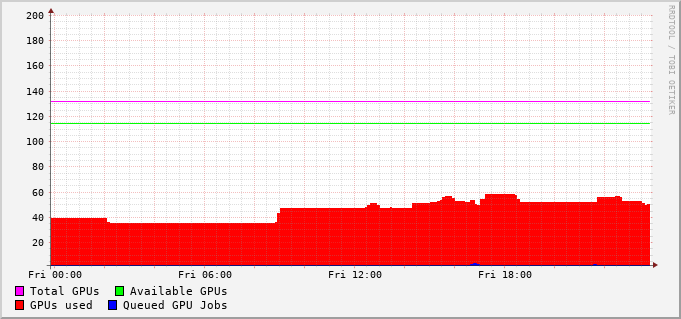 200
180
160
140
120
100
80
60
40
20
Fri 00:00 Fri 06:00 Fri 12:00 Fri 18:00
Total GPUs Available GPUs
GPUs used Queued GPU Jobs
RRDTOOL / TOBI OETIKER